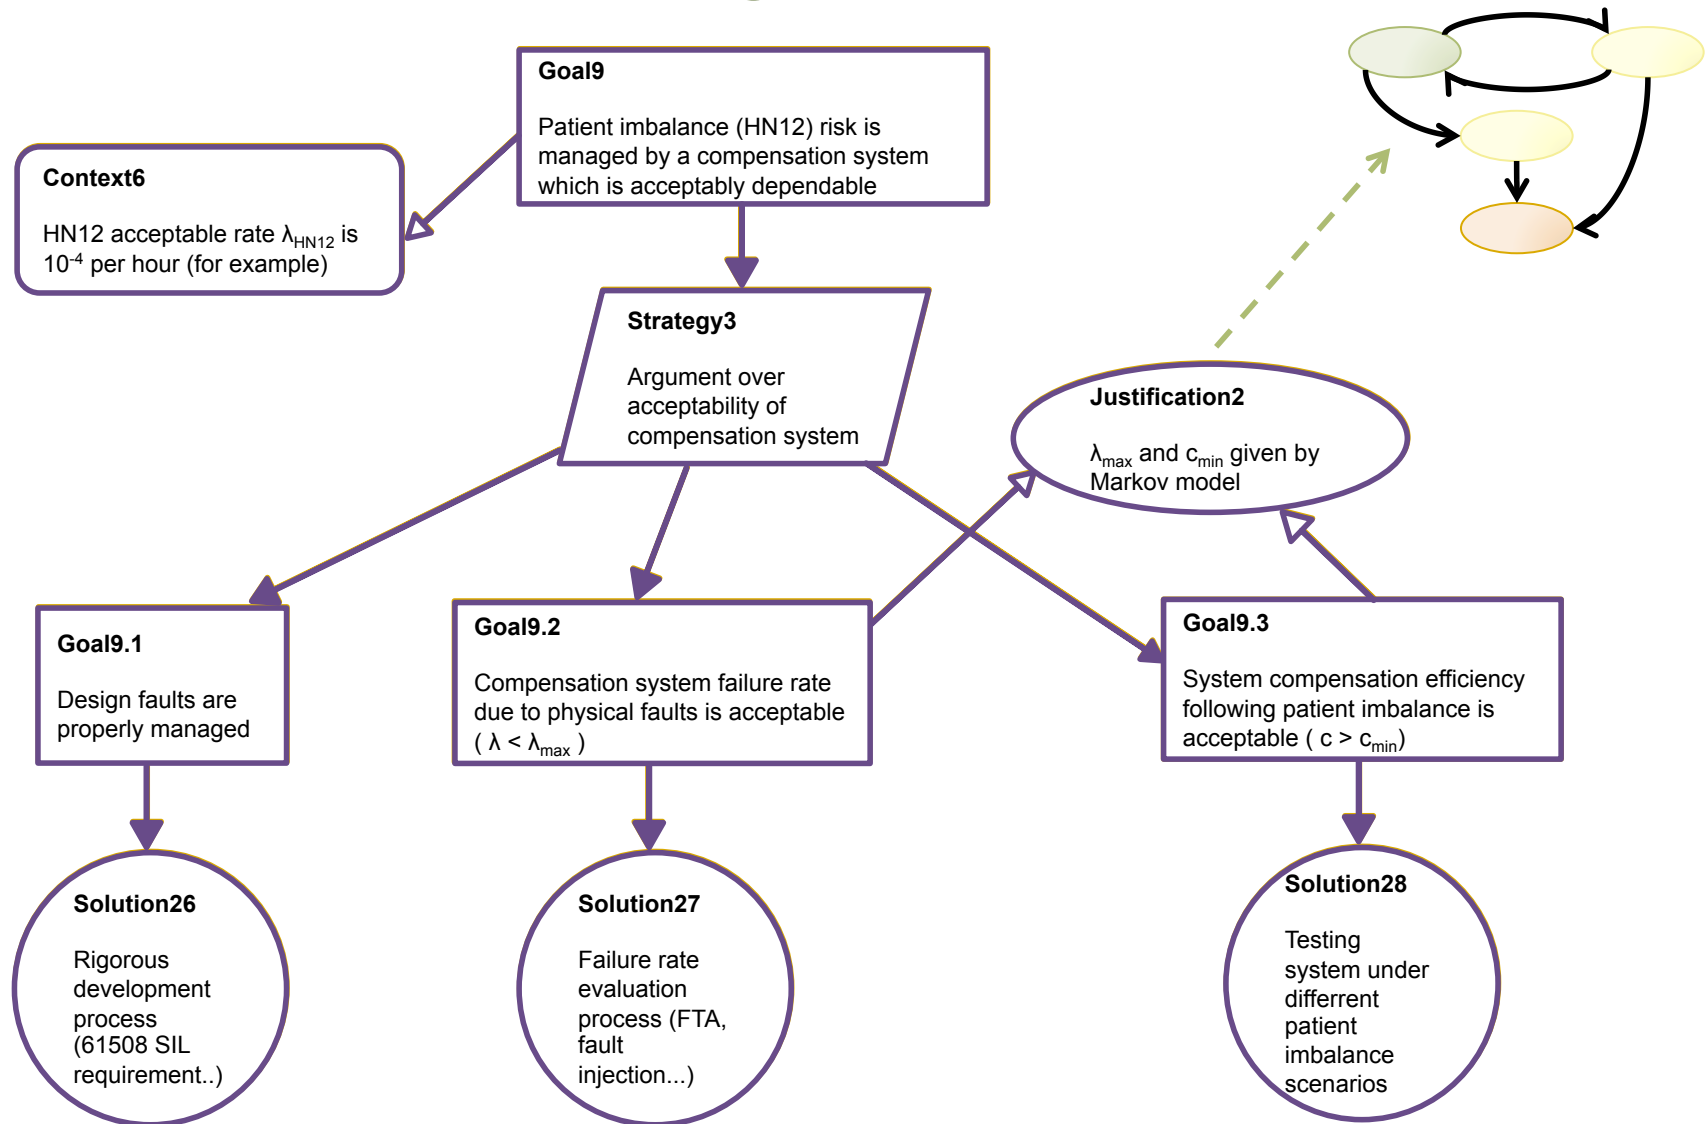 Goal9
Patient imbalance (HN12) risk is
managed by a compensation system
which is acceptably dependable
Context6
HN12 acceptable rate λHN12 is
10-4 per hour (for example)
Strategy3
Argument over
acceptability of
compensation system
Justification2
λmax and cmin given by
Markov model
Goal9.1
Design faults are
properly managed
Goal9.2
Compensation system failure rate
due to physical faults is acceptable
( λ < λmax )
Goal9.3
System compensation efficiency
following patient imbalance is
acceptable ( c > cmin)
Solution26
Rigorous
development
process
(61508 SIL
requirement..)
Solution27
Failure rate
evaluation
process (FTA,
fault
injection...)
Solution28
Testing
system under
differrent
patient
imbalance
scenarios